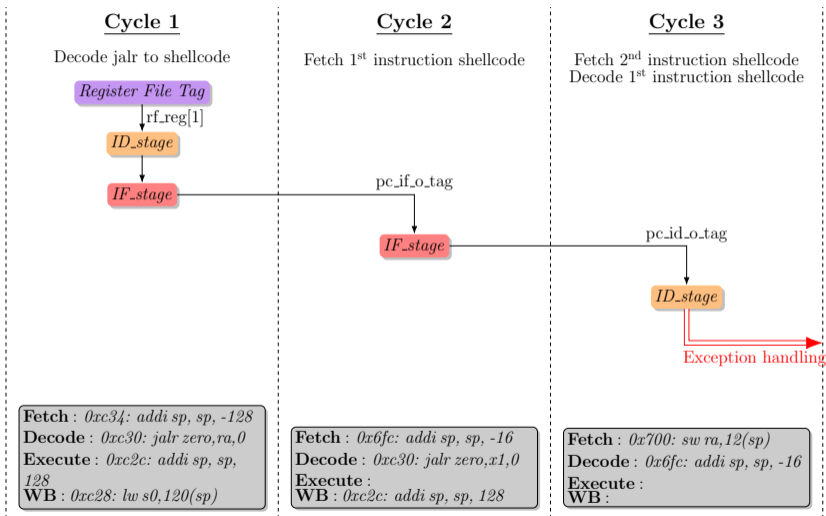 Cycle 1
Decode jalr to shellcode
Register File Tag
rf_reg[1]
ID_stage
IF_stage
Fetch : 0xc34: addi sp, sp, -128
Decode : 0xc30: jalr zero,ra,0
Execute : 0xc2c: addi sp, sp,
128
WB : 0xc28: lw s0,120(sp)
Cycle 2
Fetch 1st instruction shellcode
pc_if_o_tag
IF_stage
Fetch : 0x6fc: addi sp, sp, -16
Decode : 0xc30: jalr zero,x1,0
Execute :
WB : 0xc2c: addi sp, sp, 128
Cycle 3
Fetch 2nd instruction shellcode
Decode 1st instruction shellcode
pc_id_o_tag
ID_stage
Exception handling
Fetch : 0x700: sw ra,12(sp)
Decode : 0x6fc: addi sp, sp, -16
Execute :
WB :